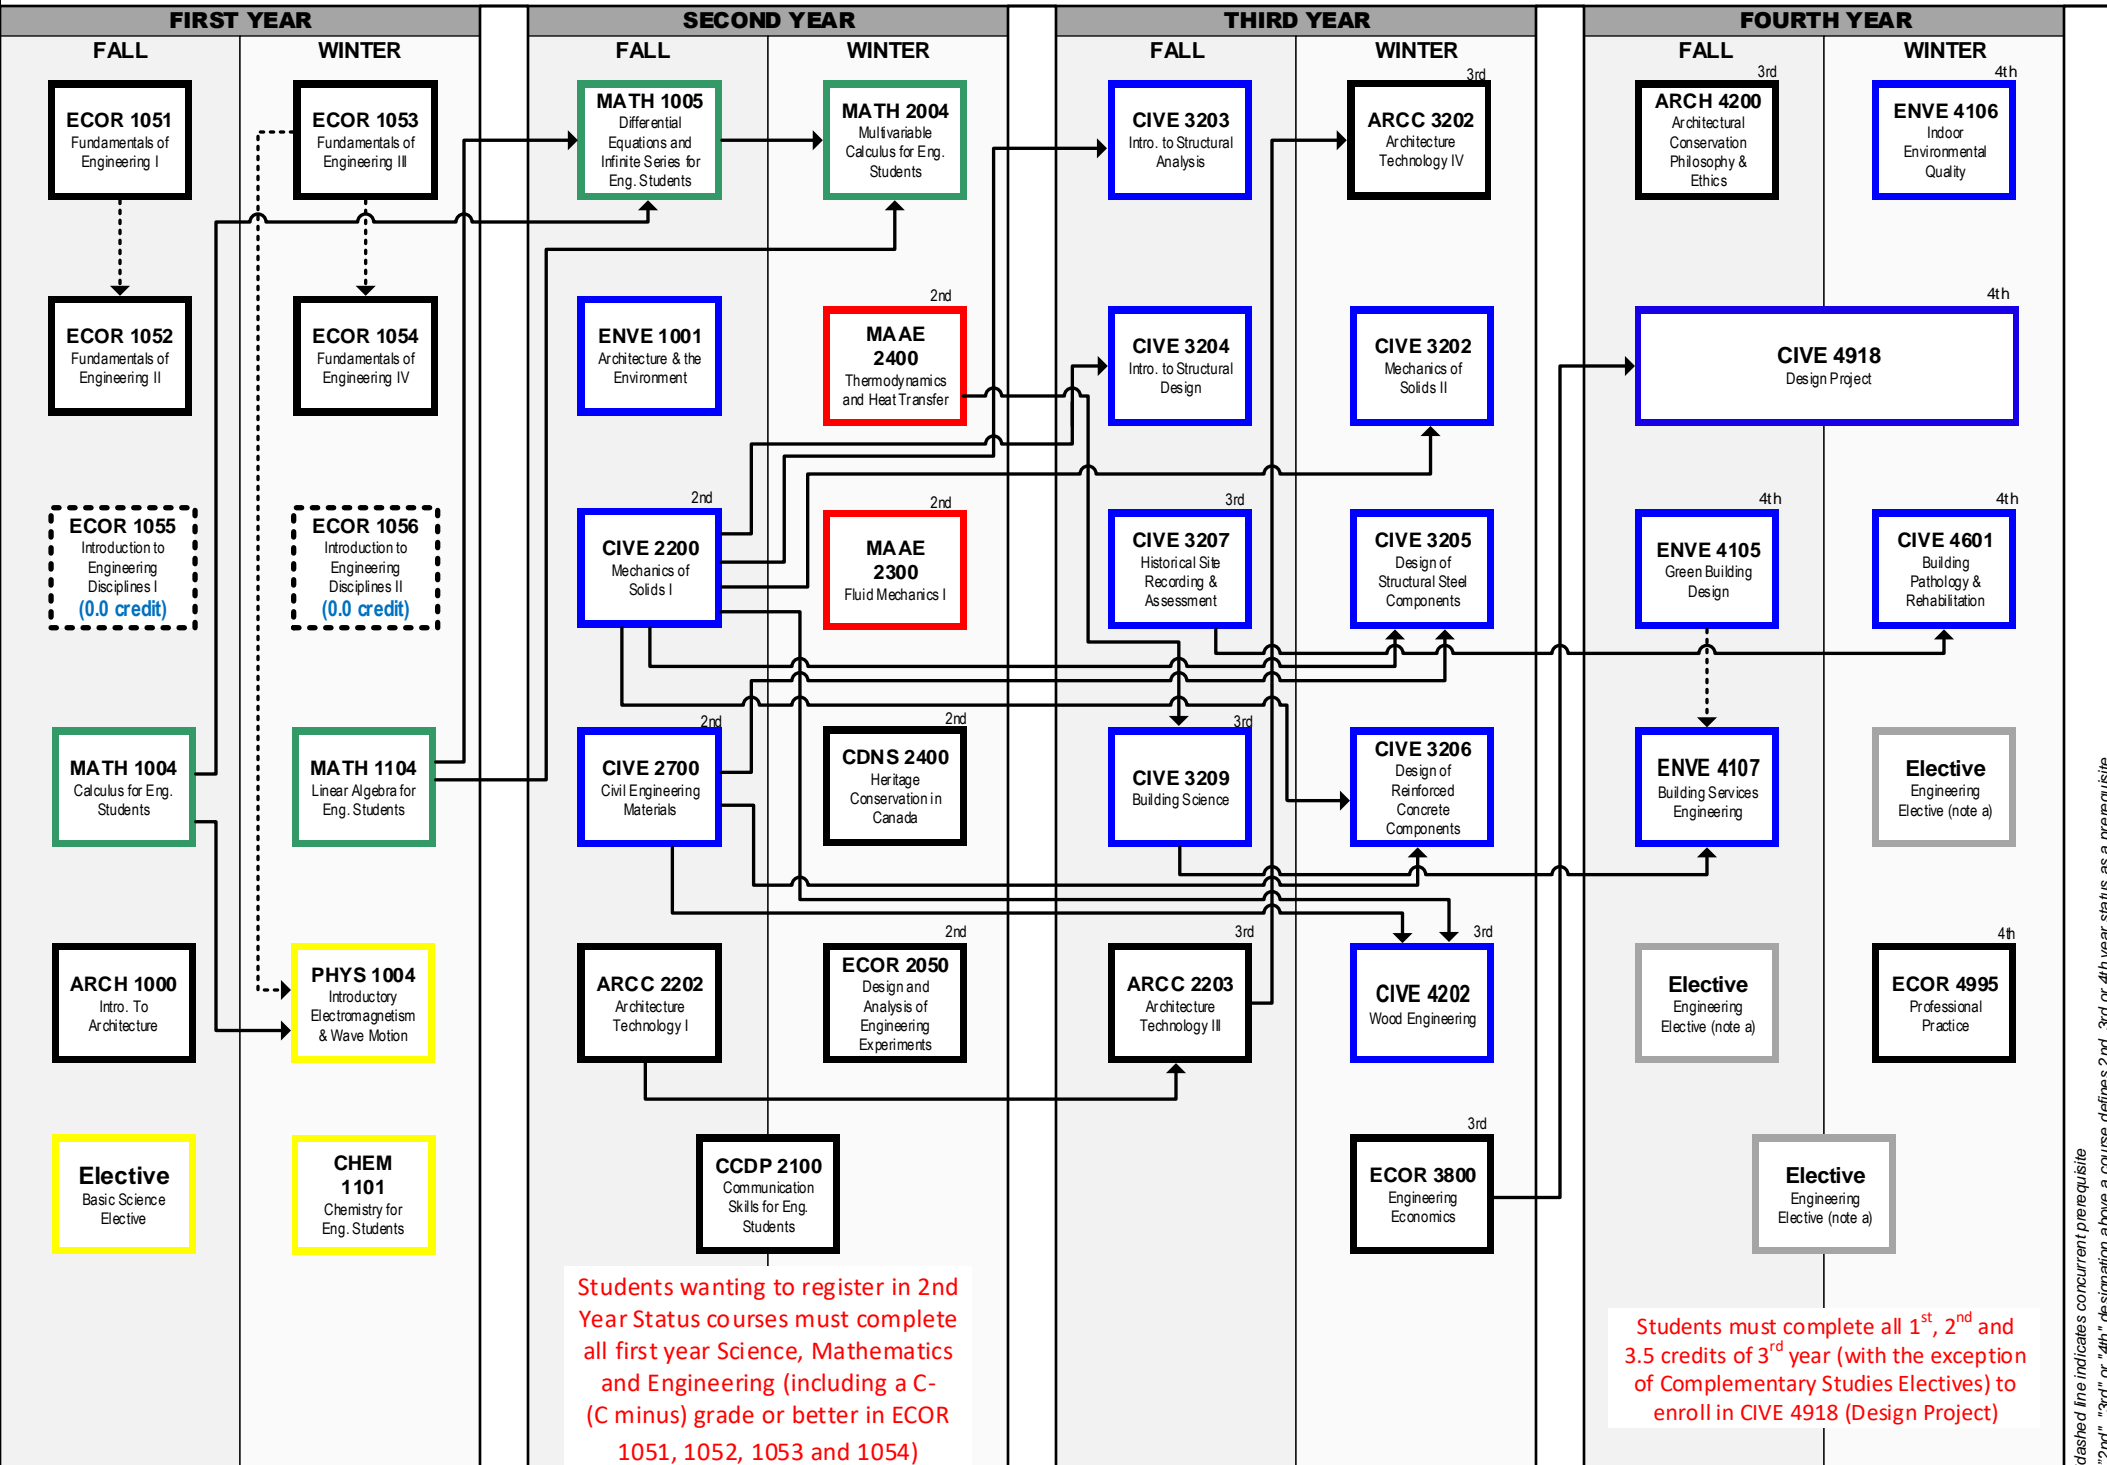 FIRST YEAR
FALL
WINTER
ECOR 1051
Fundamentals of
Engineering I
ECOR 1053
Fundamentals of
Engineering III
ECOR 1052
Fundamentals of
Engineering II
ECOR 1054
Fundamentals of
Engineering IV
ECOR 1055
Introduction to
Engineering
Disciplines I
(0.0 credit)
ECOR 1056
Introduction to
Engineering
Disciplines II
(0.0 credit)
MATH 1004
Calculus for Eng.
Students
MATH 1104
Linear Algebra for
Eng. Students
ARCH 1000
Intro. To
Architecture
PHYS 1004
Introductory
Electromagnetism
& Wave Motion
Elective
Basic Science
Elective
CHEM
1101
Chemistry for
Eng. Students
SECOND YEAR
FALL
WINTER
MATH 1005
Differential
Equations and
Infinite Series for
Eng. Students
MATH 2004
Multivariable
Calculus for Eng.
Students
ENVE 1001
Architecture & the
Environment
2nd
MAAE
2400
Thermodynamics
and Heat Transfer
2nd
CIVE 2200
Mechanics of
Solids I
2nd
MAAE
2300
Fluid Mechanics I
2nd
CIVE 2700
Civil Engineering
Materials
2nd
CDNS 2400
Heritage
Conservation in
Canada
ARCC 2202
Architecture
Technology I
2nd
ECOR 2050
Design and
Analysis of
Engineering
Experiments
CCDP 2100
Communication
Skills for Eng.
Students
Students wanting to register in 2nd
Year Status courses must complete
all first year Science, Mathematics
and Engineering (including a C-
(C minus) grade or better in ECOR
1051, 1052, 1053 and 1054)
THIRD YEAR
FALL
WINTER
CIVE 3203
Intro. to Structural
Analysis
3rd
ARCC 3202
Architecture
Technology IV
CIVE 3204
Intro. to Structural
Design
CIVE 3202
Mechanics of
Solids II
3rd
CIVE 3207
Historical Site
Recording &
Assessment
CIVE 3205
Design of
Structural Steel
Components
3rd
CIVE 3209
Building Science
CIVE 3206
Design of
Reinforced
Concrete
Components
3rd
ARCC 2203
Architecture
Technology III
3rd
CIVE 4202
Wood Engineering
3rd
ECOR 3800
Engineering
Economics
FOURTH YEAR
FALL
WINTER
3rd
ARCH 4200
Architectural
Conservation
Philosophy &
Ethics
4th
ENVE 4106
Indoor
Environmental
Quality
4th
CIVE 4918
Design Project
4th
ENVE 4105
Green Building
Design
4th
CIVE 4601
Building
Pathology &
Rehabilitation
ENVE 4107
Building Services
Engineering
Elective
Engineering
Elective (note a)
Elective
Engineering
Elective (note a)
4th
ECOR 4995
Professional
Practice
Elective
Engineering
Elective (note a)
Students must complete all 1st, 2nd and
3.5 credits of 3rd year (with the exception
of Complementary Studies Electives) to
enroll in CIVE 4918 (Design Project)
dashed line indicates concurrent prerequisite
"2nd", "3rd" or "4th" designation above a course defines 2nd, 3rd or 4th year status as a prerequisite